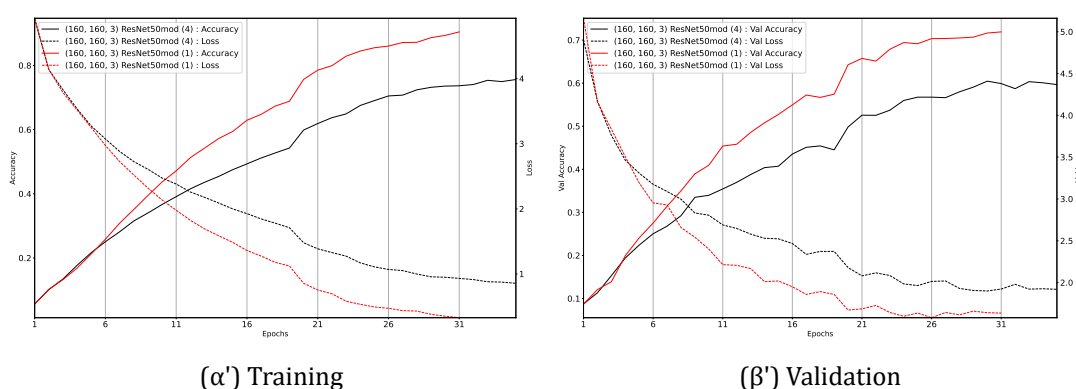 (160, 160, 3) ResNet50mod (4) : Accuracy
(160, 160, 3) ResNet50mod (4) : Loss
(160, 160, 3) ResNet50mod (1) : Accuracy
(160, 160, 3) ResNet50mod (1) : Loss
0.8
0.6
0.4
0.2
Accuracy
4
3
2
1
Loss
1 6 11 16 21 26 31
Epochs
(α') Training
(160, 160, 3) ResNet50mod (4) : Val Accuracy
(160, 160, 3) ResNet50mod (4) : Val Loss
(160, 160, 3) ResNet50mod (1) : Val Accuracy
(160, 160, 3) ResNet50mod (1) : Val Loss
0.7
0.6
0.5
0.4
0.3
0.2
0.1
Val Accuracy
5.0
4.5
4.0
3.5
3.0
2.5
2.0
1 6 11 16 21 26 31
Epochs
(β') Validation